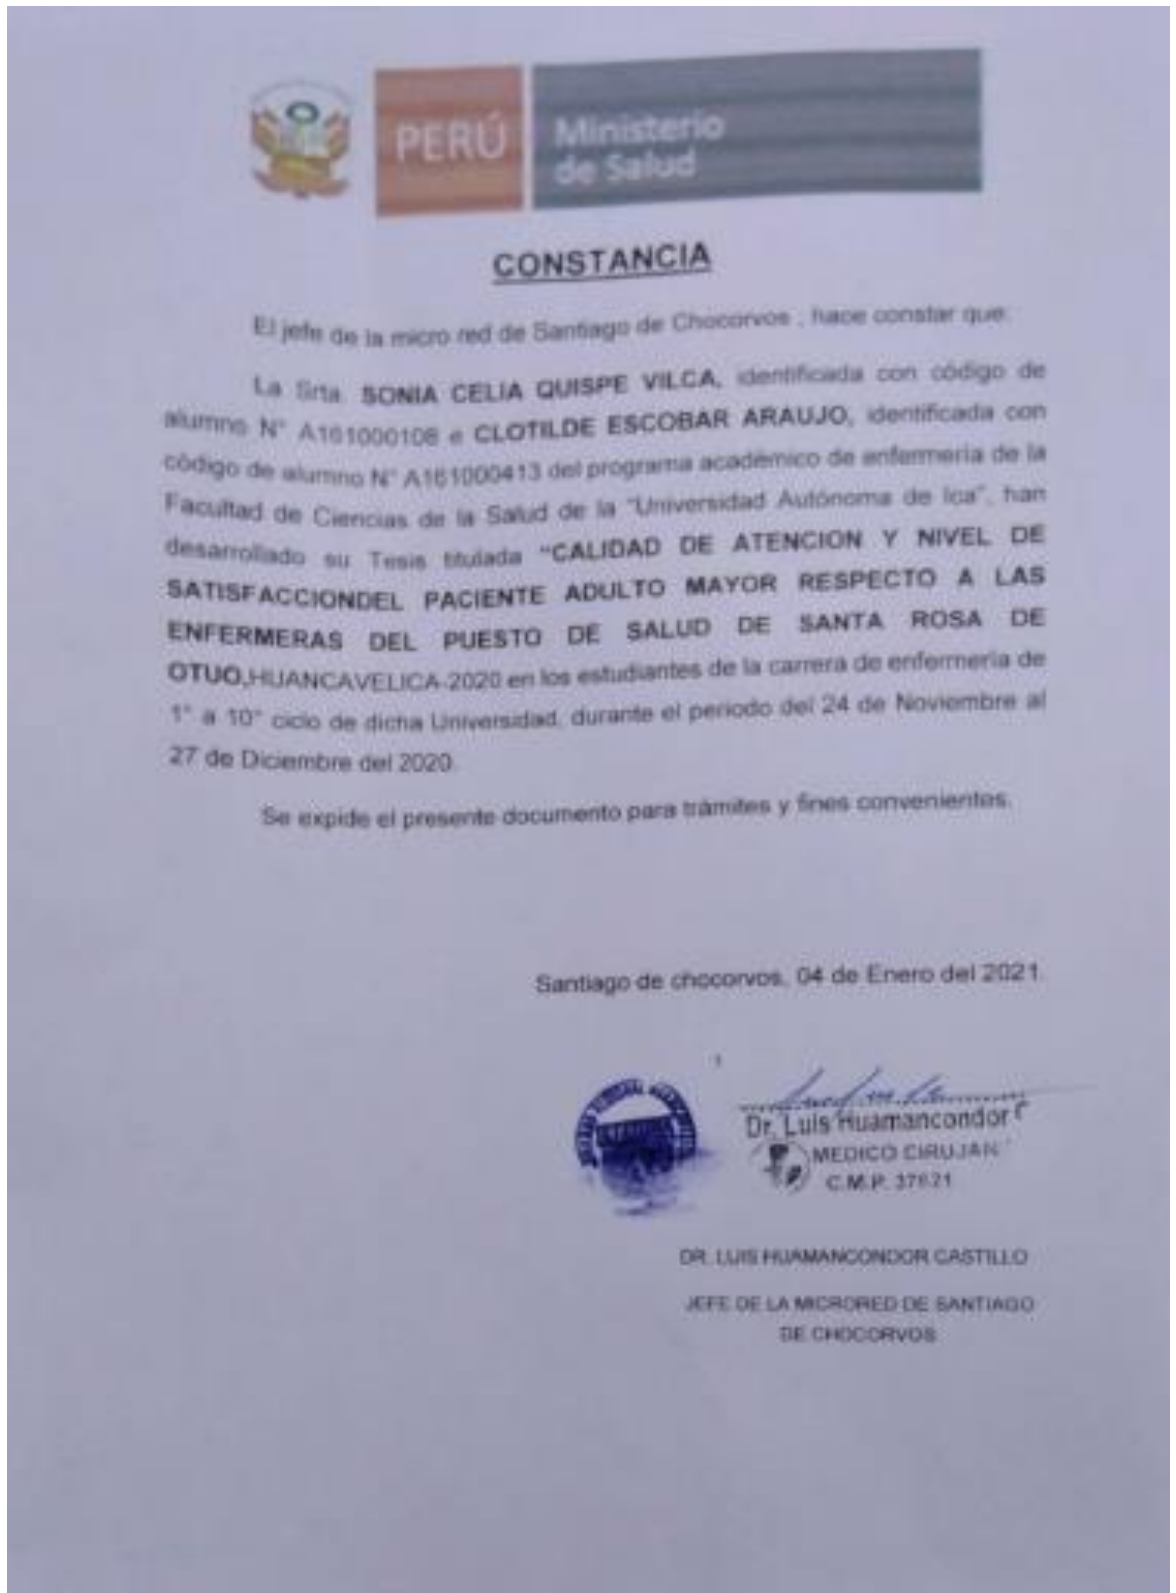 PERÚ
Ministerio
de Salud
CONSTANCIA
El jefe de la micro red de Santiago de Chocorvos , hace constar que:
La Srta. SONIA CELIA QUISPE VILCA, identificada con código de
alumno N° A161000108 e CLOTILDE ESCOBAR ARAUJO, identificada con
código de alumno N° A161000413 del programa académico de enfermería de la
Facultad de Ciencias de la Salud de la "Universidad Autónoma de Ica", han
desarrollado su Tesis titulada "CALIDAD DE ATENCION Y NIVEL DE
SATISFACCIONDEL PACIENTE ADULTO MAYOR RESPECTO A LAS
ENFERMERAS DEL PUESTO DE SALUD DE SANTA ROSA DE
OTUO,HUANCAVELICA-2020 en los estudiantes de la carrera de enfermería de
1° a 10° ciclo de dicha Universidad, durante el periodo del 24 de Noviembre al
27 de Diciembre del 2020.
Se expide el presente documento para trámites y fines convenientes.
Santiago de chocorvos, 04 de Enero del 2021.
Dr. Luis Huamancondor C
MEDICO CIRUJAN
C.M.P. 37621
DR. LUIS HUAMANCONDOR CASTILLO
JEFE DE LA MICRORED DE SANTIAGO
DE CHOCORVOS